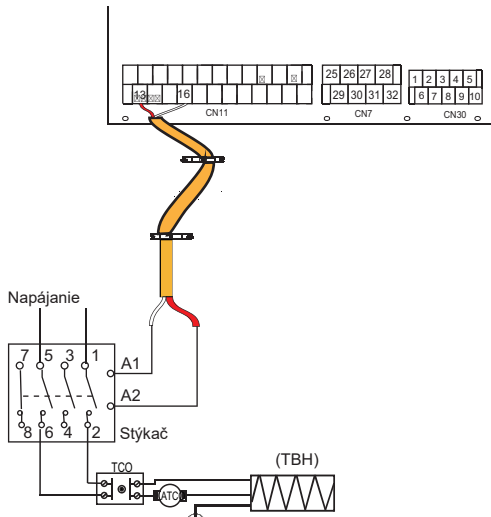 25 26 27 28
1 2 3 4 5
13 16
29 30 31 32
6 7 8 9 10
CN11 CN7 CN30
Napájanie
7 5 3 1
A1
A2
8 6 4 2
Stýkač
TCO
(TBH)
ATC